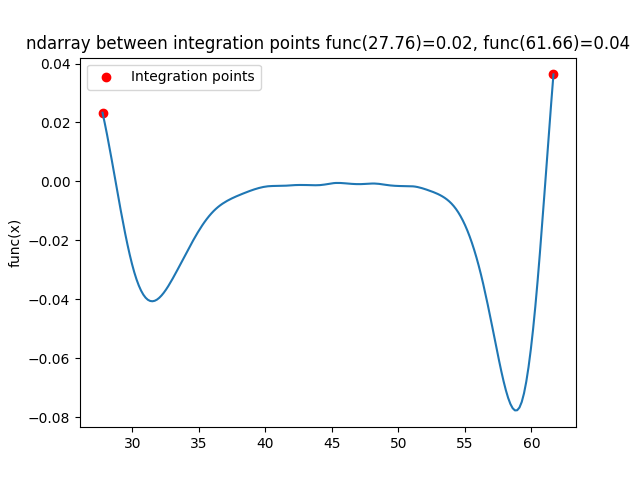 ndarray between integration points func(27.76)=0.02, func(61.66)=0.04
Integration points
func(x)
0.04
0.02
0.00
−0.02
−0.04
−0.06
−0.08
30 35 40 45 50 55 60